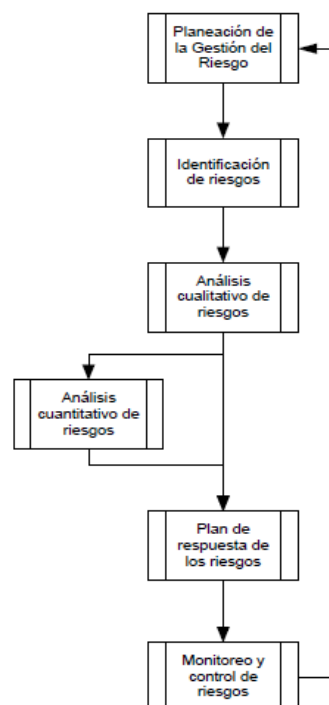 Planeación de
la Gestión del
Riesgo
Identificación
de riesgos
Análisis
cualitativo de
riesgos
Análisis
cuantitativo de
riesgos
Plan de
respuesta de
los riesgos
Monitoreo y
control de
riesgos